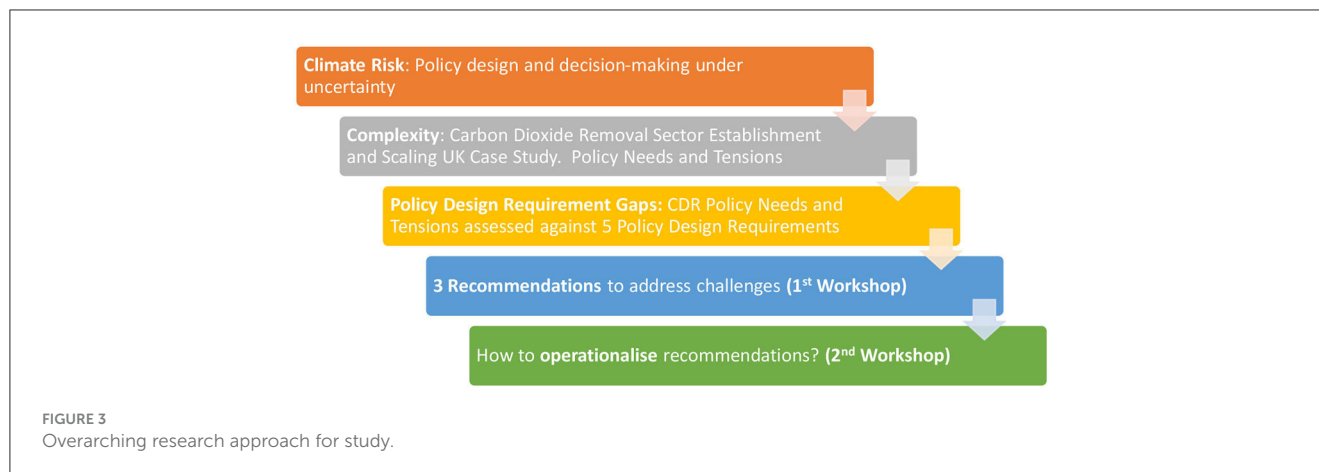 Climate Risk: Policy design and decision-making under
uncertainty
Complexity: Carbon Dioxide Removal Sector Establishment
and Scaling UK Case Study. Policy Needs and Tensions
Policy Design Requirement Gaps: CDR Policy Needs and
Tensions assessed against 5 Policy Design Requirements
3 Recommendations to address challenges (1st Workshop)
How to operationalise recommendations? (2nd Workshop)
FIGURE 3
Overarching research approach for study.